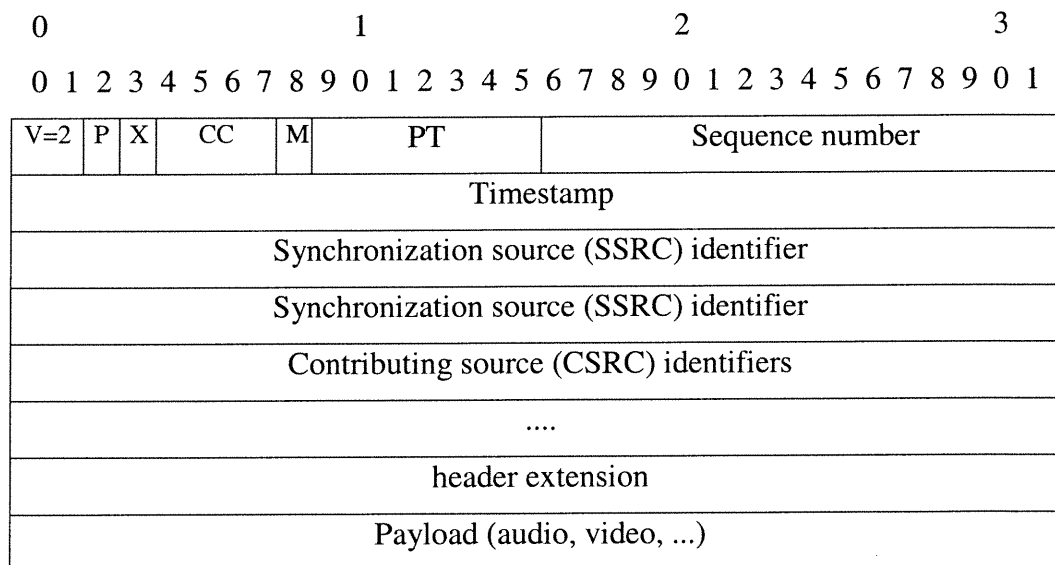 0 1 2 3
0 1 2 3 4 5 6 7 8 9 0 1 2 3 4 5 6 7 8 9 0 1 2 3 4 5 6 7 8 9 0 1
V=2 P X CC M PT Sequence number
Timestamp
Synchronization source (SSRC) identifier
Synchronization source (SSRC) identifier
Contributing source (CSRC) identifiers
....
header extension
Payload (audio, video, ...)